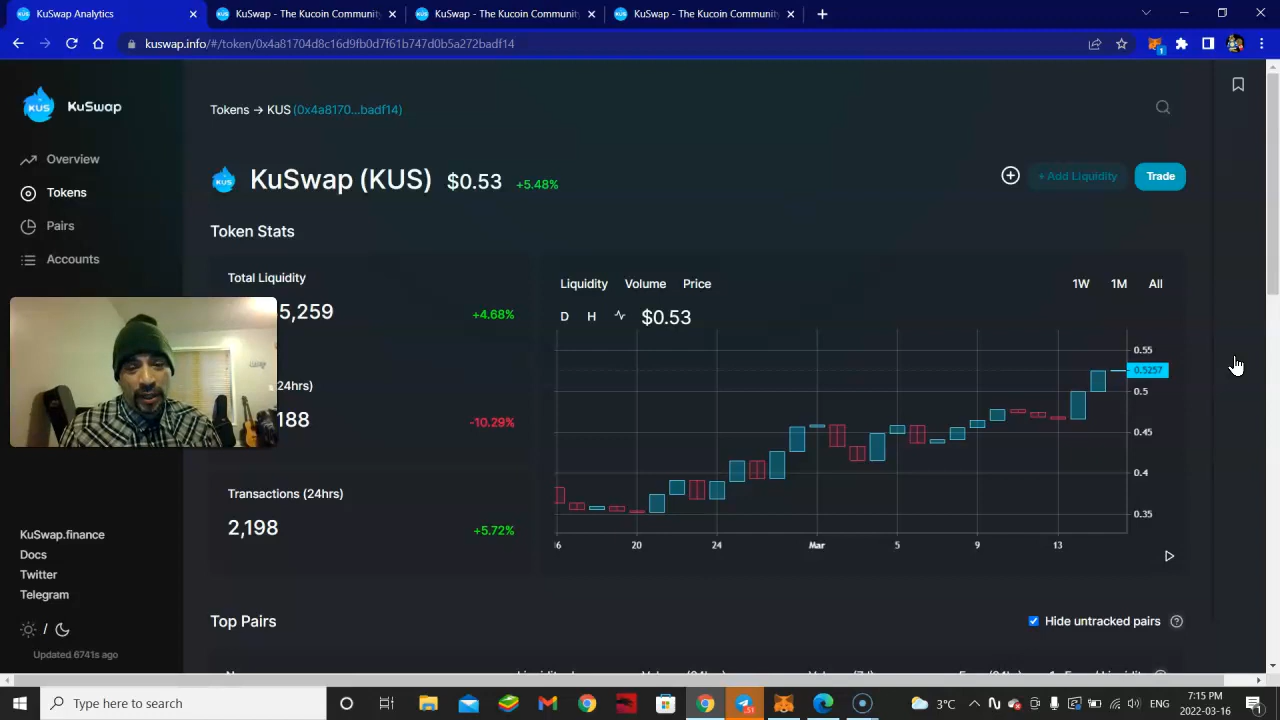 KuSwap Analytics
KuSwap - The Kucoin Community
KuSwap - The Kucoin Community
KuSwap - The Kucoin Community
kuswap.info/#/token/0x4a81704d8c16d9fb0d7f61b747d0b5a272badf14
KUS
KuSwap
Overview
Tokens
Pairs
Accounts
Tokens → KUS (0x4a8170...badf14)
KUS
KuSwap (KUS) $0.53 +5.48%
+ Add Liquidity
Trade
Token Stats
Total Liquidity
5,259
+4.68%
24hrs)
188
-10.29%
Transactions (24hrs)
2,198
+5.72%
Liquidity Volume Price
1W 1M All
D H $0.53
0.55
0.5257
0.5
0.45
0.4
0.35
20 24 Mar 5 9 13
Top Pairs
Hide untracked pairs ?
KuSwap.finance
Docs
Twitter
Telegram
/
Updated 6741s ago
Type here to search
3°C
ENG
7:15 PM
2022-03-16